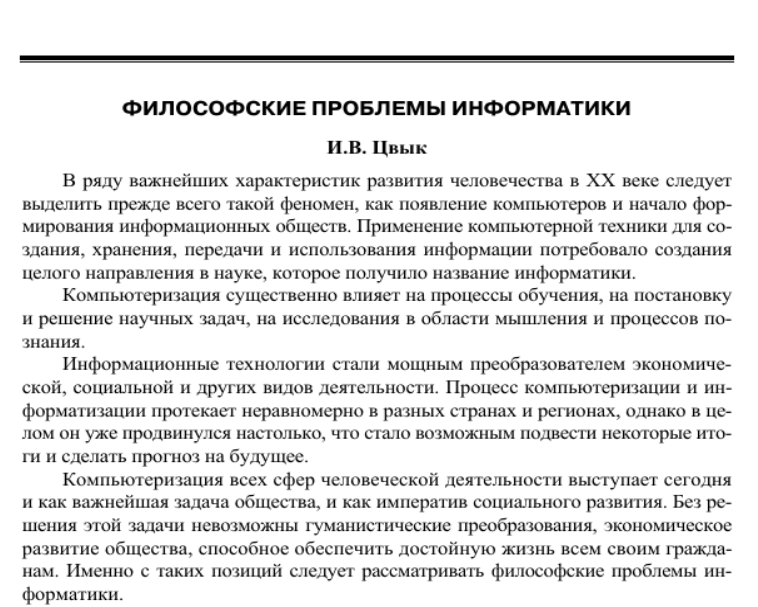 ФИЛОСОФСКИЕ ПРОБЛЕМЫ ИНФОРМАТИКИ
И.В. Цвык
В ряду важнейших характеристик развития человечества в XX веке следует
выделить прежде всего такой феномен, как появление компьютеров и начало фор-
мирования информационных обществ. Применение компьютерной техники для со-
здания, хранения, передачи и использования информации потребовало создания
целого направления в науке, которое получило название информатики.
Компьютеризация существенно влияет на процессы обучения, на постановку
и решение научных задач, на исследования в области мышления и процессов по-
знания.
Информационные технологии стали мощным преобразователем экономиче-
ской, социальной и других видов деятельности. Процесс компьютеризации и ин-
форматизации протекает неравномерно в разных странах и регионах, однако в це-
лом он уже продвинулся настолько, что стало возможным подвести некоторые ито-
ги и сделать прогноз на будущее.
Компьютеризация всех сфер человеческой деятельности выступает сегодня
и как важнейшая задача общества, и как императив социального развития. Без ре-
шения этой задачи невозможны гуманистические преобразования, экономическое
развитие общества, способное обеспечить достойную жизнь всем своим гражда-
нам. Именно с таких позиций следует рассматривать философские проблемы ин-
форматики.